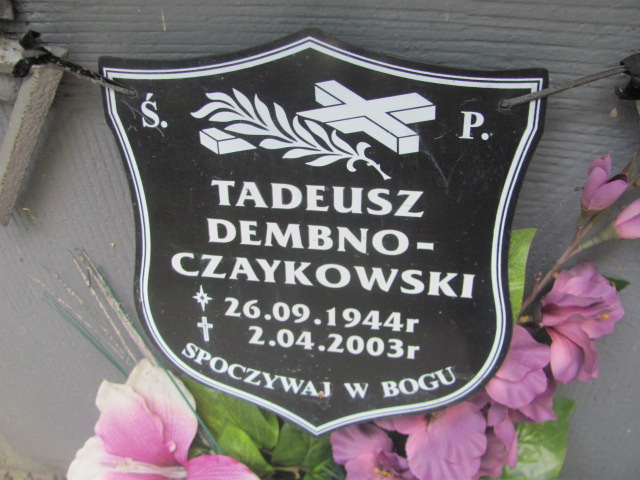 Ś. P.
TADEUSZ
DEMBNO-
CZAYKOWSKI
26.09.1944r
2.04.2003r
SPOCZYWAJ W BOGU